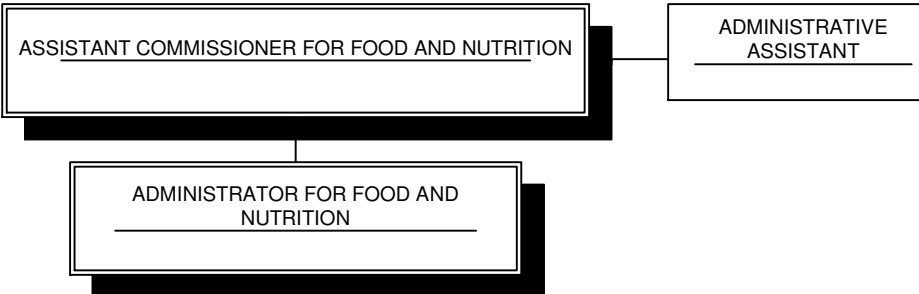 ASSISTANT COMMISSIONER FOR FOOD AND NUTRITION
ADMINISTRATIVE
ASSISTANT
ADMINISTRATOR FOR FOOD AND
NUTRITION